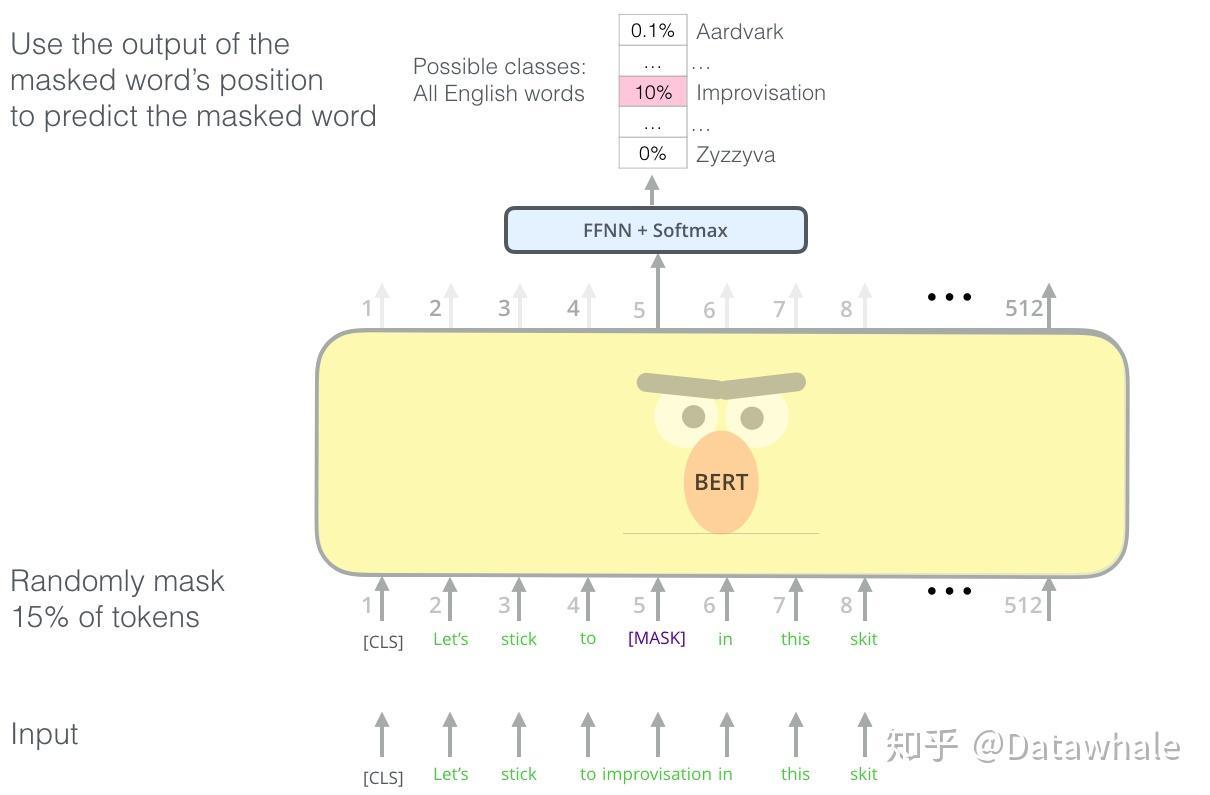 Use the output of the
masked word's position
to predict the masked word
Possible classes:
All English words
0.1% Aardvark
... ...
10% Improvisation
... ...
0% Zyzzyva
FFNN + Softmax
1 2 3 4 5 6 7 8 ••• 512
BERT
Randomly mask
15% of tokens
1 2 3 4 5 6 7 8 ••• 512
[CLS] Let's stick to [MASK] in this skit
Input
[CLS] Let's stick to improvisation in this skit
知乎 @Datawhale